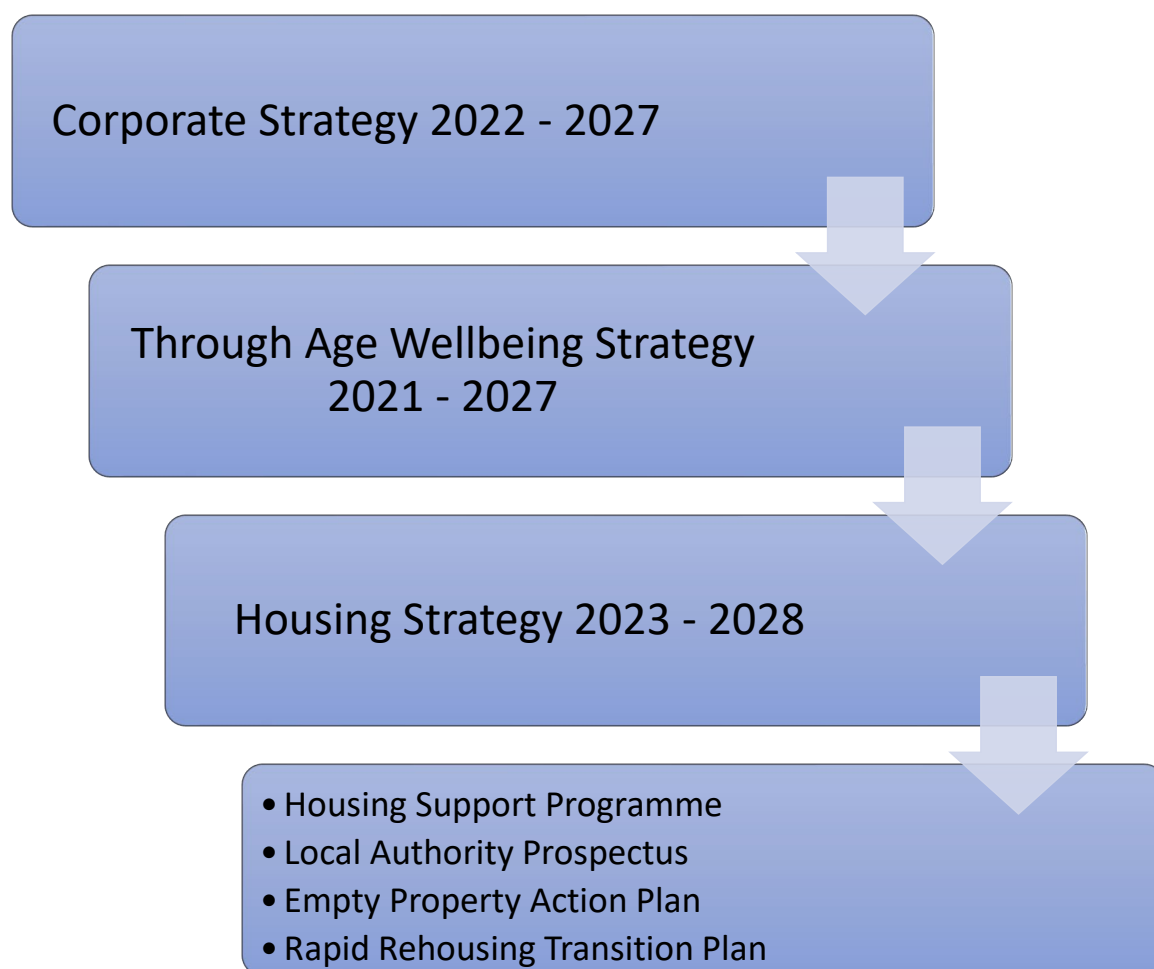 Corporate Strategy 2022 - 2027
Through Age Wellbeing Strategy
2021 - 2027
Housing Strategy 2023 - 2028
• Housing Support Programme
• Local Authority Prospectus
• Empty Property Action Plan
• Rapid Rehousing Transition Plan